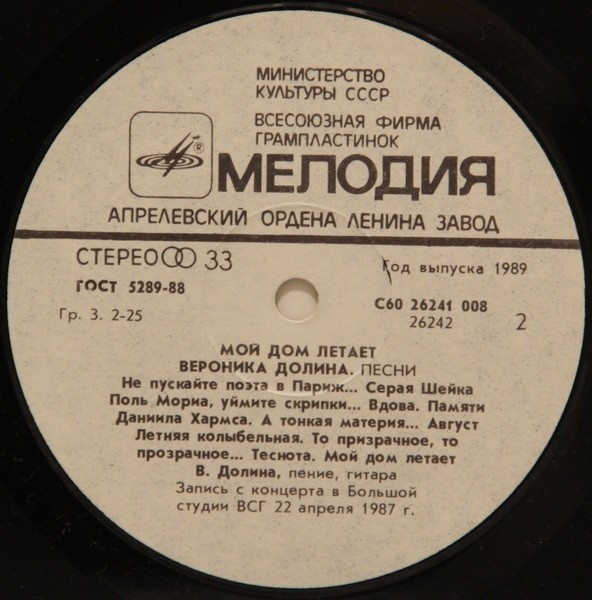 МИНИСТЕРСТВО
КУЛЬТУРЫ СССР
ВСЕСОЮЗНАЯ ФИРМА
ГРАМПЛАСТИНОК
®
МЕЛОДИЯ
АПРЕЛЕВСКИЙ ОРДЕНА ЛЕНИНА ЗАВОД
СТЕРЕО 33
Год выпуска 1989
ГОСТ 5289-88
С60 26241 008
Гр. 3. 2-25
26242
2
МОЙ ДОМ ЛЕТАЕТ
ВЕРОНИКА ДОЛИНА. ПЕСНИ
Не пускайте поэта в Париж... Серая Шейка
Поль Мориа, уймите скрипки... Вдова. Памяти
Даниила Хармса. А тонкая материя... Август
Летняя колыбельная. То призрачное, то
прозрачное... Теснота. Мой дом летает
В. Долина, пение, гитара
Запись с концерта в Большой
студии ВСГ 22 апреля 1987 г.